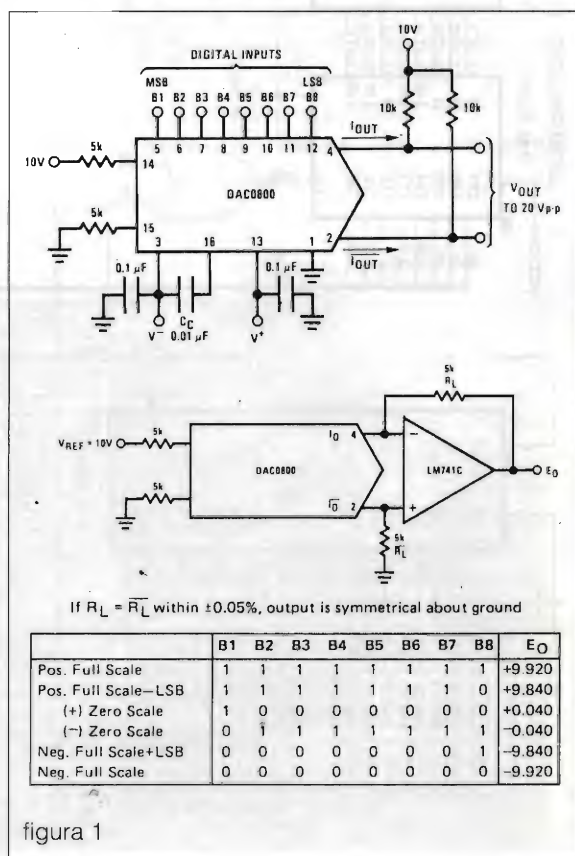 10V
DIGITAL INPUTS
MSB LSB
B1 B2 B3 B4 B5 B6 B7 B8
10k 10k
5k
10V
5 6 7 8 9 10 11 12
IOUT
14 4
DAC0800
VOUT
TO 20 Vp-p
5k
15 2
3 16 13 1
IOUT
0.1 µF 0.1 µF
CC
V− 0.01 µF V+
5k
RL
VREF = 10V 5k
IO 4
DAC0800
LM741C
EO
5k
IO 2
5k
RL
If RL = RL within ±0.05%, output is symmetrical about ground
B1 B2 B3 B4 B5 B6 B7 B8 EO
Pos. Full Scale 1 1 1 1 1 1 1 1 +9.920
Pos. Full Scale−LSB 1 1 1 1 1 1 1 0 +9.840
(+) Zero Scale 1 0 0 0 0 0 0 0 +0.040
(−) Zero Scale 0 1 1 1 1 1 1 1 −0.040
Neg. Full Scale+LSB 0 0 0 0 0 0 0 1 −9.840
Neg. Full Scale 0 0 0 0 0 0 0 0 −9.920
figura 1